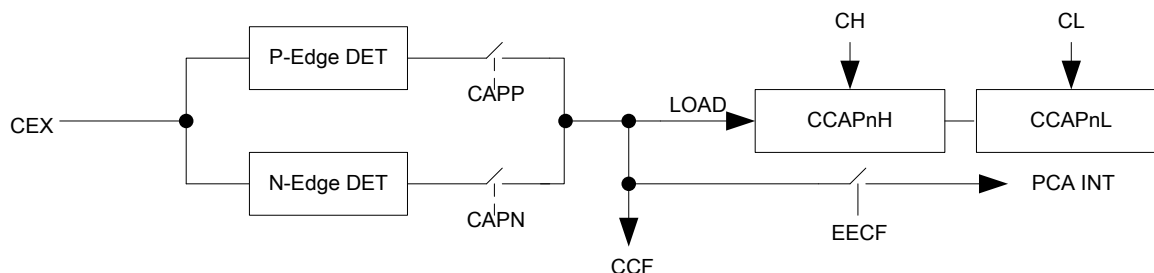 CH
CL
P-Edge DET
CAPP
LOAD
CCAPnH
CCAPnL
CEX
N-Edge DET
CAPN
PCA INT
EECF
CCF